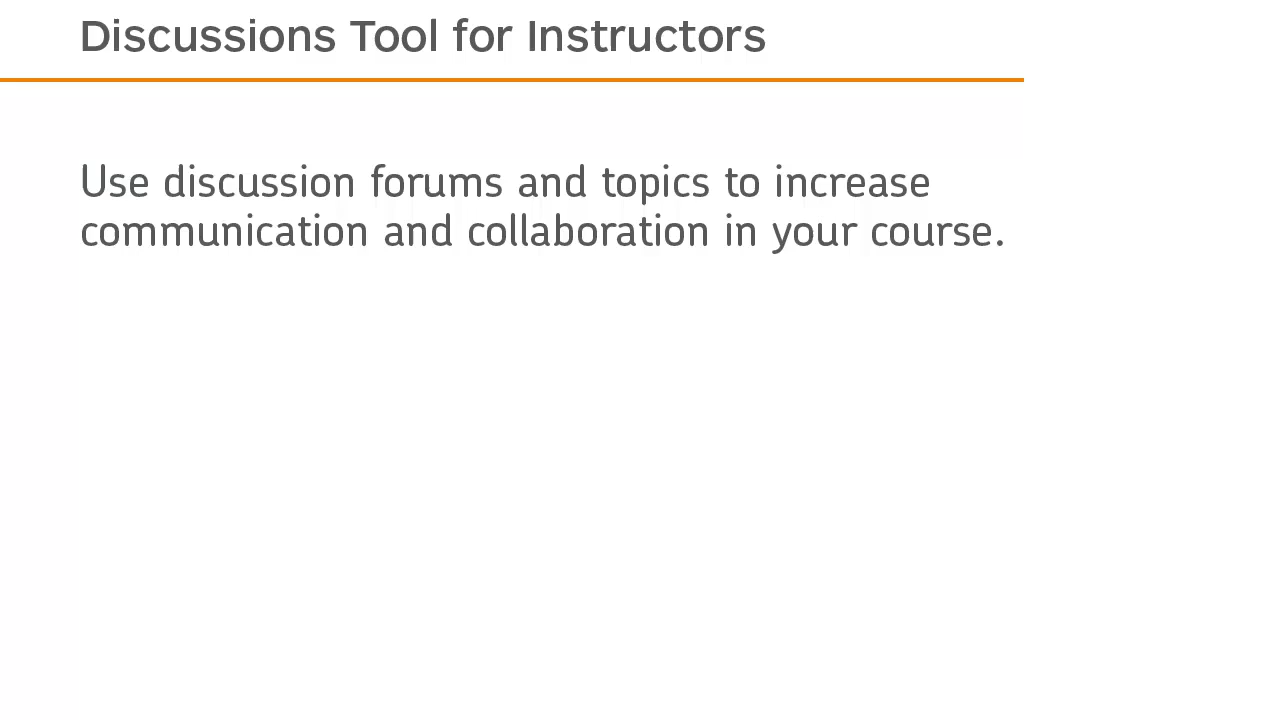 Discussions Tool for Instructors
Use discussion forums and topics to increase
communication and collaboration in your course.